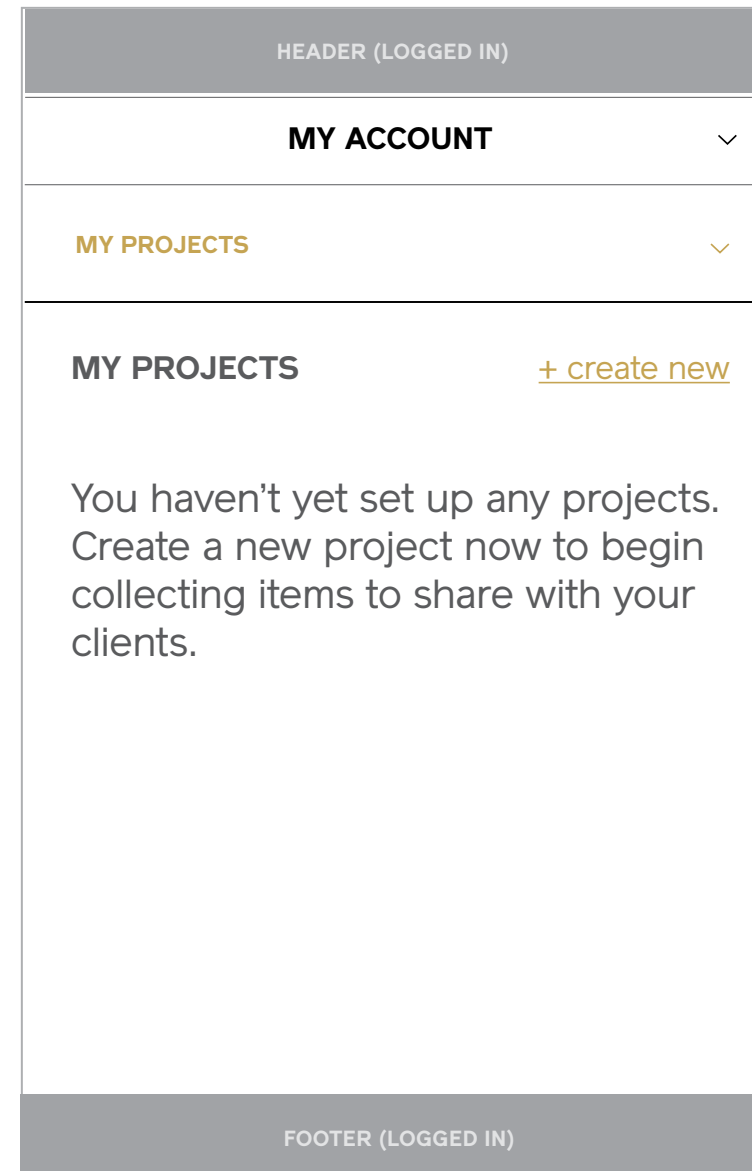 HEADER (LOGGED IN)
MY ACCOUNT
MY PROJECTS
MY PROJECTS
+ create new
You haven’t yet set up any projects.
Create a new project now to begin
collecting items to share with your
clients.
FOOTER (LOGGED IN)